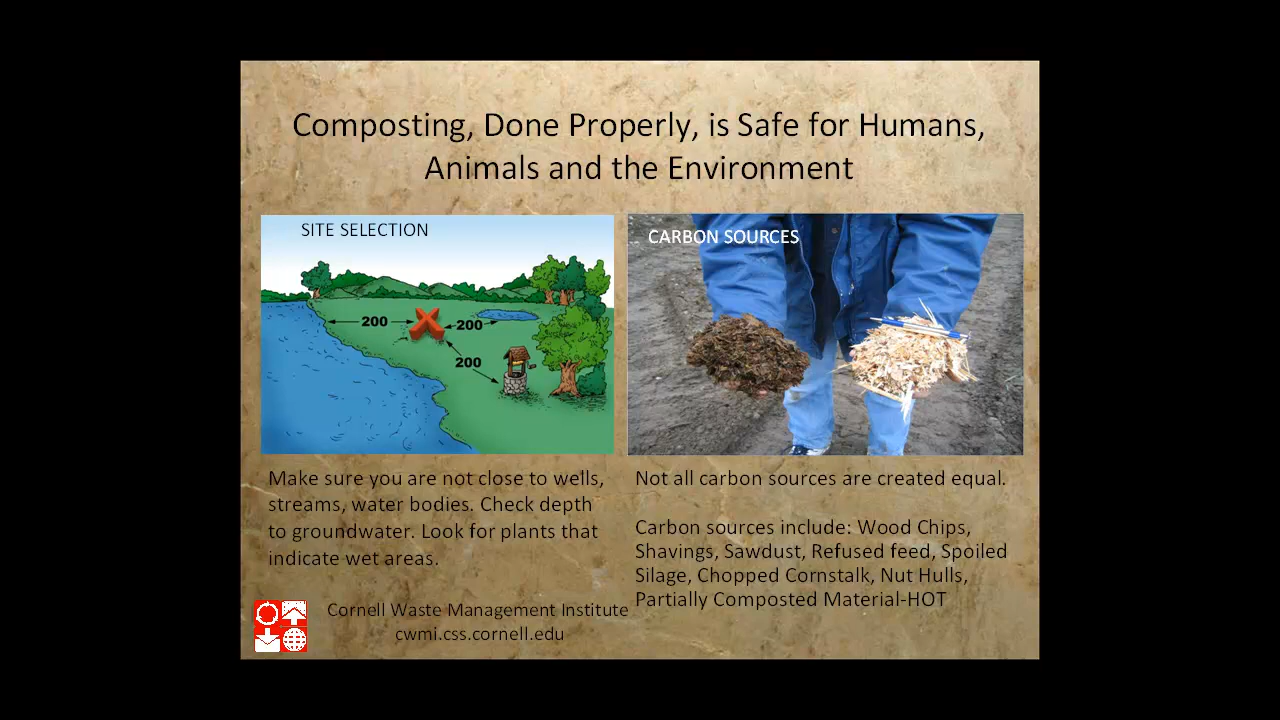 Composting, Done Properly, is Safe for Humans,
Animals and the Environment
SITE SELECTION
200
200
200
CARBON SOURCES
Make sure you are not close to wells,
streams, water bodies. Check depth
to groundwater. Look for plants that
indicate wet areas.
Not all carbon sources are created equal.
Carbon sources include: Wood Chips,
Shavings, Sawdust, Refused feed, Spoiled
Silage, Chopped Cornstalk, Nut Hulls,
Partially Composted Material-HOT
Cornell Waste Management Institute
cwmi.css.cornell.edu